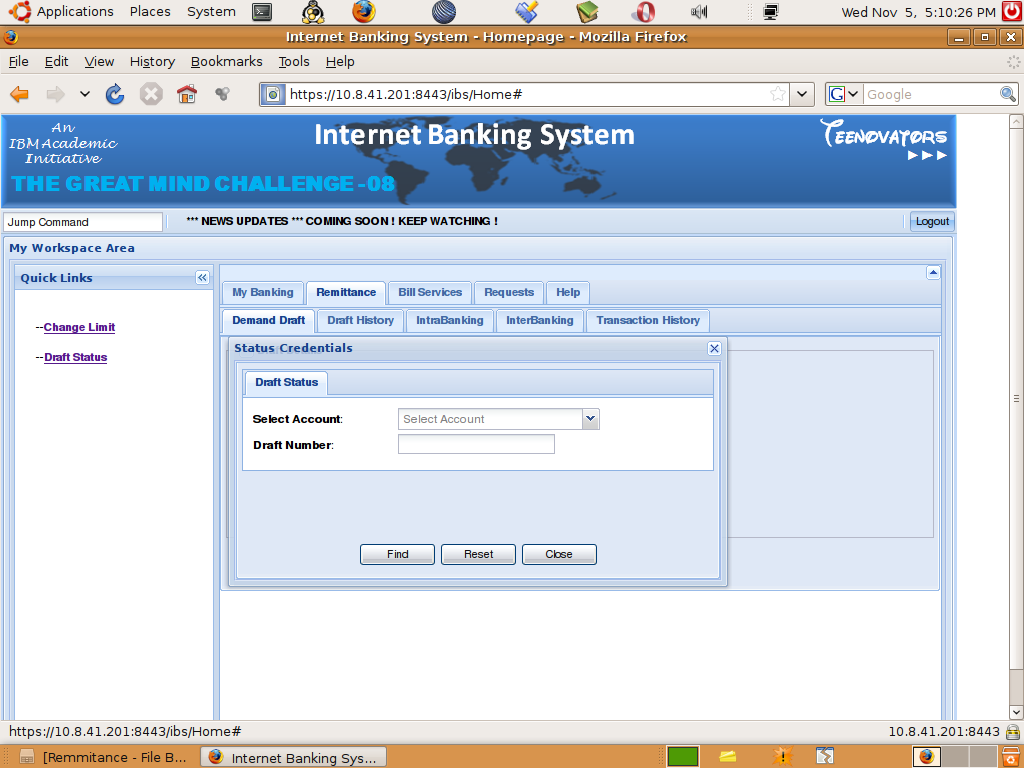 Applications Places System Wed Nov 5, 5:10:26 PM
Internet Banking System - Homepage - Mozilla Firefox
File Edit View History Bookmarks Tools Help
https://10.8.41.201:8443/ibs/Home# G Google
An
IBM Academic
Initiative
Internet Banking System
TEENOVATORS
THE GREAT MIND CHALLENGE -08
Jump Command *** NEWS UPDATES *** COMING SOON ! KEEP WATCHING ! Logout
My Workspace Area
Quick Links
--Change Limit
--Draft Status
My Banking Remittance Bill Services Requests Help
Demand Draft Draft History IntraBanking InterBanking Transaction History
Status Credentials
Draft Status
Select Account: Select Account
Draft Number:
Find Reset Close
https://10.8.41.201:8443/ibs/Home# 10.8.41.201:8443
[Remmitance - File B... Internet Banking Sys...